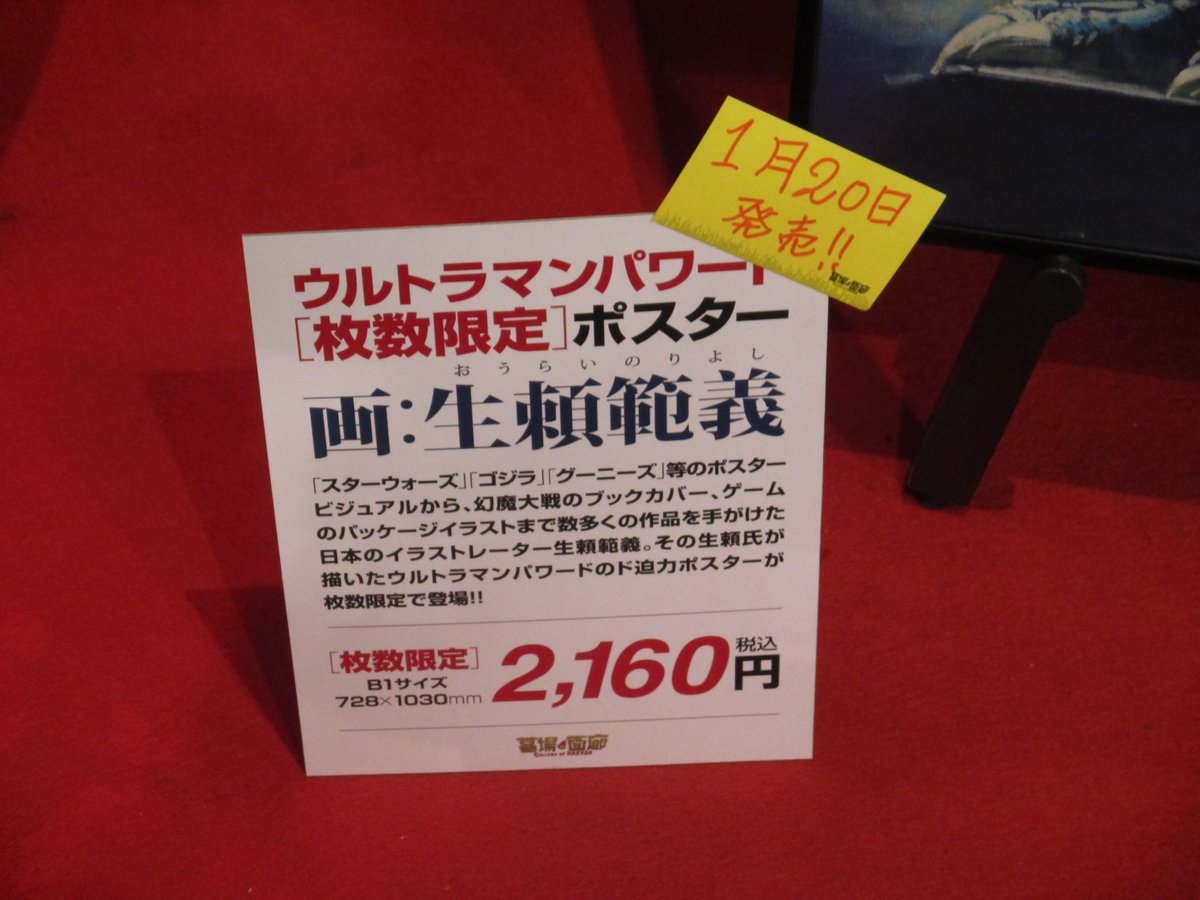 1月20日
発売!!
ウルトラマンパワード
[枚数限定]ポスター
おうらいのりよし
画:生頼範義
「スターウォーズ」「ゴジラ」「グーニーズ」等のポスター
ビジュアルから、幻魔大戦のブックカバー、ゲーム
のパッケージイラストまで数多くの作品を手がけた
日本のイラストレーター生頼範義。その生頼氏が
描いたウルトラマンパワードのド迫力ポスターが
枚数限定で登場!!
[枚数限定]
B1サイズ
728×1030mm
2,160円
税込
墓場の画廊